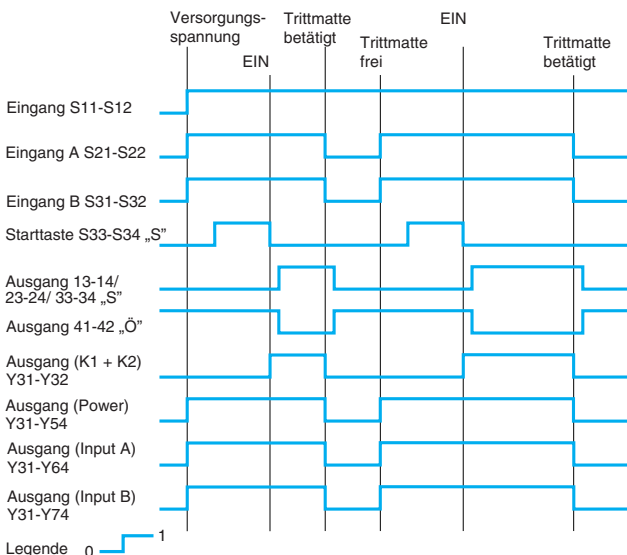 Versorgungs-
spannung
EIN
Trittmatte
betätigt
Trittmatte
frei
EIN
Trittmatte
betätigt
Eingang S11-S12
Eingang A S21-S22
Eingang B S31-S32
Starttaste S33-S34 „S”
Ausgang 13-14/
23-24/ 33-34 „S”
Ausgang 41-42 „Ö”
Ausgang (K1 + K2)
Y31-Y32
Ausgang (Power)
Y31-Y54
Ausgang (Input A)
Y31-Y64
Ausgang (Input B)
Y31-Y74
Legende 0 1